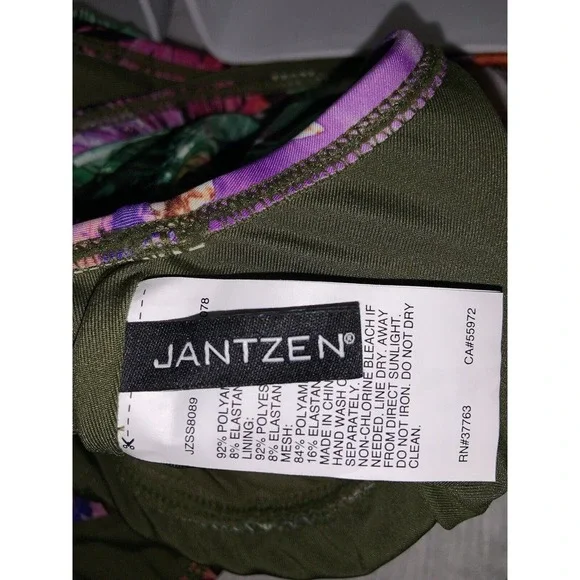 JANTZEN®
078
JZSS8089
92% POLYAM
8% ELASTAN
LINING:
92% POLYES
8% ELASTAN
MESH:
84% POLYAM
16% ELASTAN
MADE IN CHIN
HAND WASH C
SEPARATELY.
NON-CHLORINE BLEACH IF
NEEDED. LINE DRY. AWAY
FROM DIRECT SUNLIGHT.
DO NOT IRON. DO NOT DRY
CLEAN.
RN#37763 CA#55972